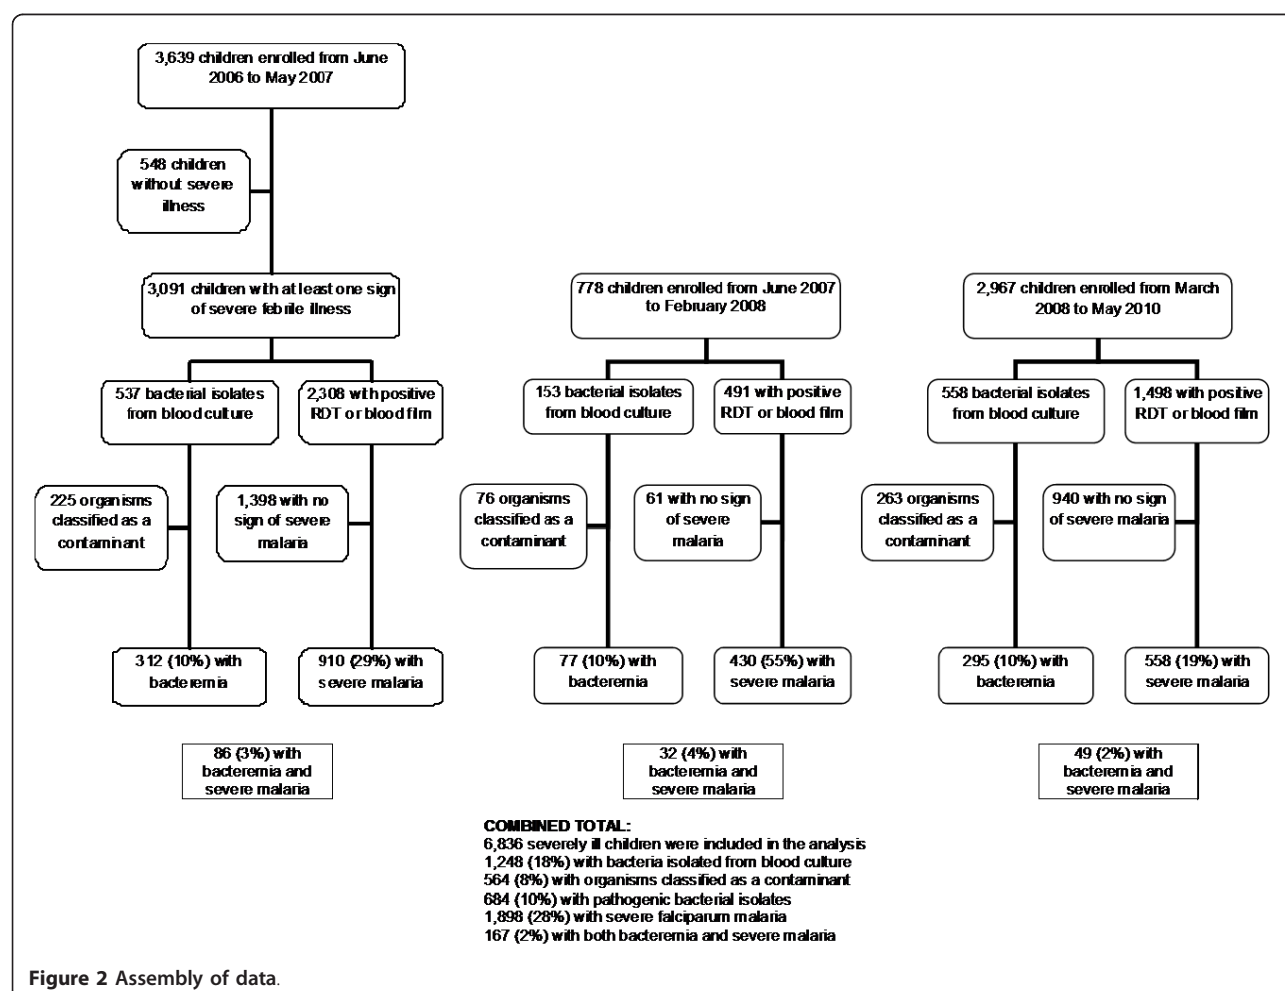 3,639 children enrolled from June
2006 to May 2007
548 children
without severe
illness
3,091 children with at least one sign
of severe febrile illness
537 bacterial isolates
from blood culture
2,308 with positive
RDT or blood film
225 organisms
classified as a
contaminant
1,398 with no
sign of severe
malaria
312 (10%) with
bacteremia
910 (29%) with
severe malaria
86 (3%) with
bacteremia and
severe malaria
778 children enrolled from June 2007
to February 2008
153 bacterial isolates
from blood culture
491 with positive
RDT or blood film
76 organisms
classified as a
contaminant
61 with no sign
of severe
malaria
77 (10%) with
bacteremia
430 (55%) with
severe malaria
32 (4%) with
bacteremia and
severe malaria
2,967 children enrolled from March
2008 to May 2010
558 bacterial isolates
from blood culture
1,498 with positive
RDT or blood film
263 organisms
classified as a
contaminant
940 with no sign
of severe malaria
295 (10%) with
bacteremia
558 (19%) with
severe malaria
49 (2%) with
bacteremia and
severe malaria
COMBINED TOTAL:
6,836 severely ill children were included in the analysis
1,248 (18%) with bacteria isolated from blood culture
564 (8%) with organisms classified as a contaminant
684 (10%) with pathogenic bacterial isolates
1,898 (28%) with severe falciparum malaria
167 (2%) with both bacteremia and severe malaria
Figure 2 Assembly of data.